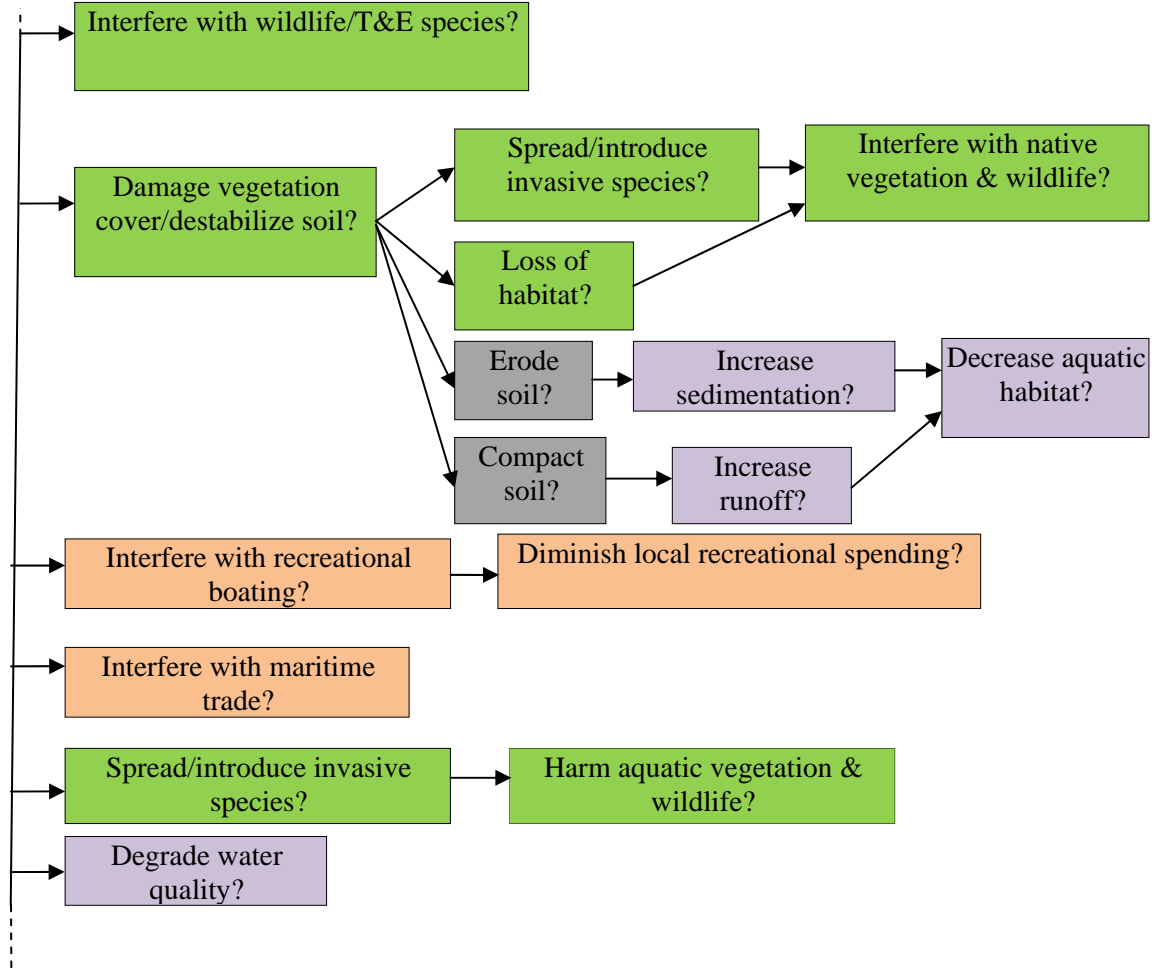 Interfere with wildlife/T&E species?
Damage vegetation
cover/destabilize soil?
Spread/introduce
invasive species?
Interfere with native
vegetation & wildlife?
Loss of
habitat?
Erode
soil?
Increase
sedimentation?
Decrease aquatic
habitat?
Compact
soil?
Increase
runoff?
Interfere with recreational
boating?
Diminish local recreational spending?
Interfere with maritime
trade?
Spread/introduce invasive
species?
Harm aquatic vegetation &
wildlife?
Degrade water
quality?